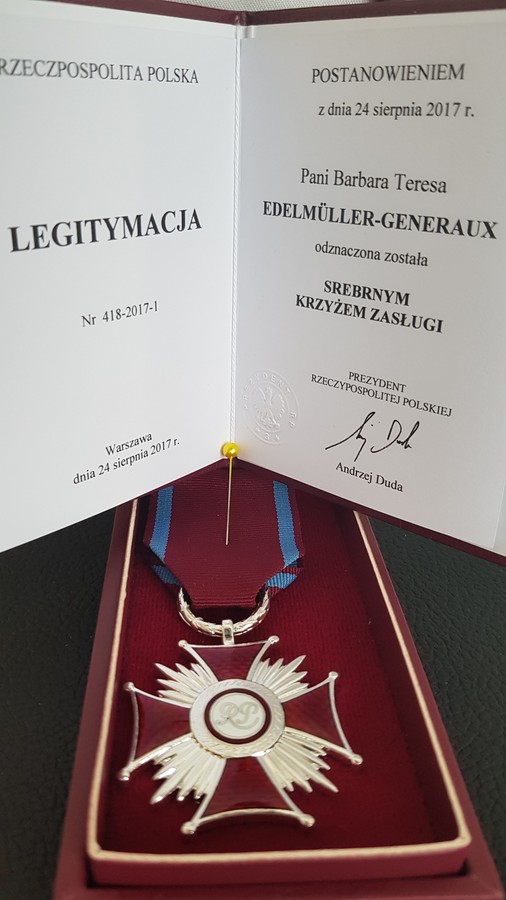 RZECZPOSPOLITA POLSKA
LEGITYMACJA
Nr 418-2017-1
Warszawa
dnia 24 sierpnia 2017 r.
POSTANOWIENIEM
z dnia 24 sierpnia 2017 r.
Pani Barbara Teresa
EDELMÜLLER-GENERAUX
odznaczona została
SREBRNYM
KRZYŻEM ZASŁUGI
PREZYDENT
RZECZYPOSPOLITEJ POLSKIEJ
Andrzej Duda
RP